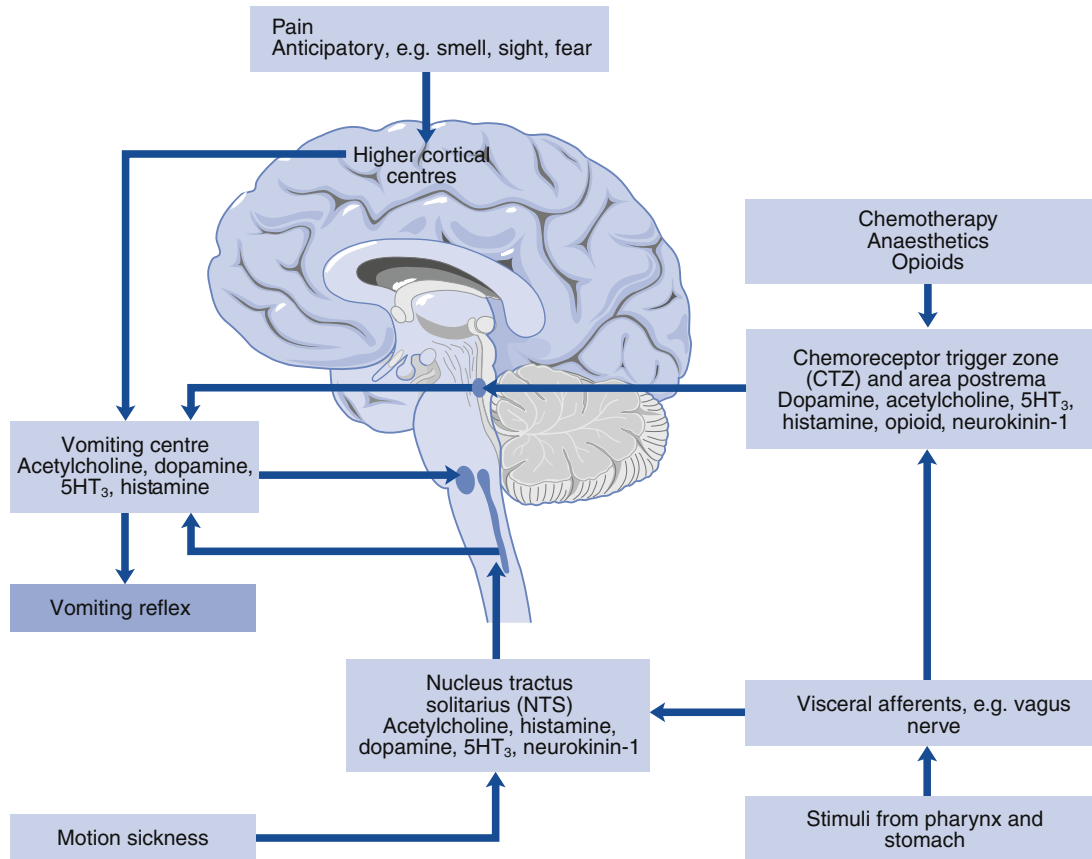 Pain
Anticipatory, e.g. smell, sight, fear
Higher cortical
centres
Chemotherapy
Anaesthetics
Opioids
Chemoreceptor trigger zone
(CTZ) and area postrema
Dopamine, acetylcholine, 5HT₃,
histamine, opioid, neurokinin-1
Vomiting centre
Acetylcholine, dopamine,
5HT₃, histamine
Vomiting reflex
Nucleus tractus
solitarius (NTS)
Acetylcholine, histamine,
dopamine, 5HT₃, neurokinin-1
Visceral afferents, e.g. vagus
nerve
Motion sickness
Stimuli from pharynx and
stomach